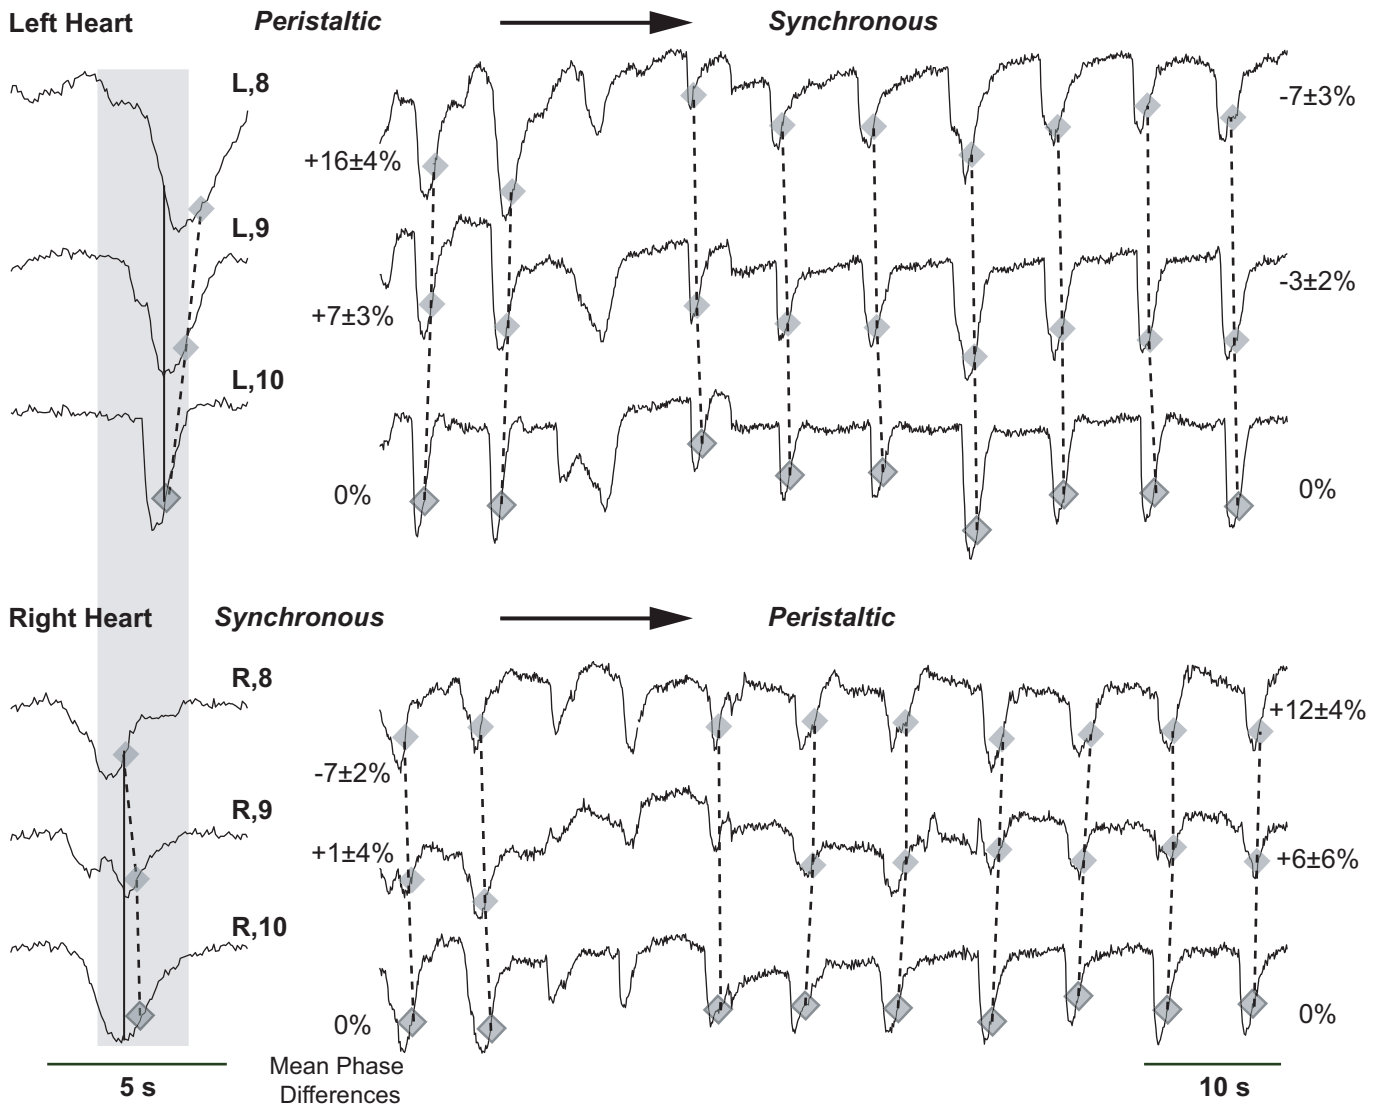 Left Heart Peristaltic Synchronous
L,8
-7±3%
+16±4%
L,9
-3±2%
+7±3%
L,10
0% 0%
Right Heart Synchronous Peristaltic
R,8
+12±4%
-7±2%
R,9
+1±4% +6±6%
R,10
0% 0%
Mean Phase
Differences
5 s 10 s